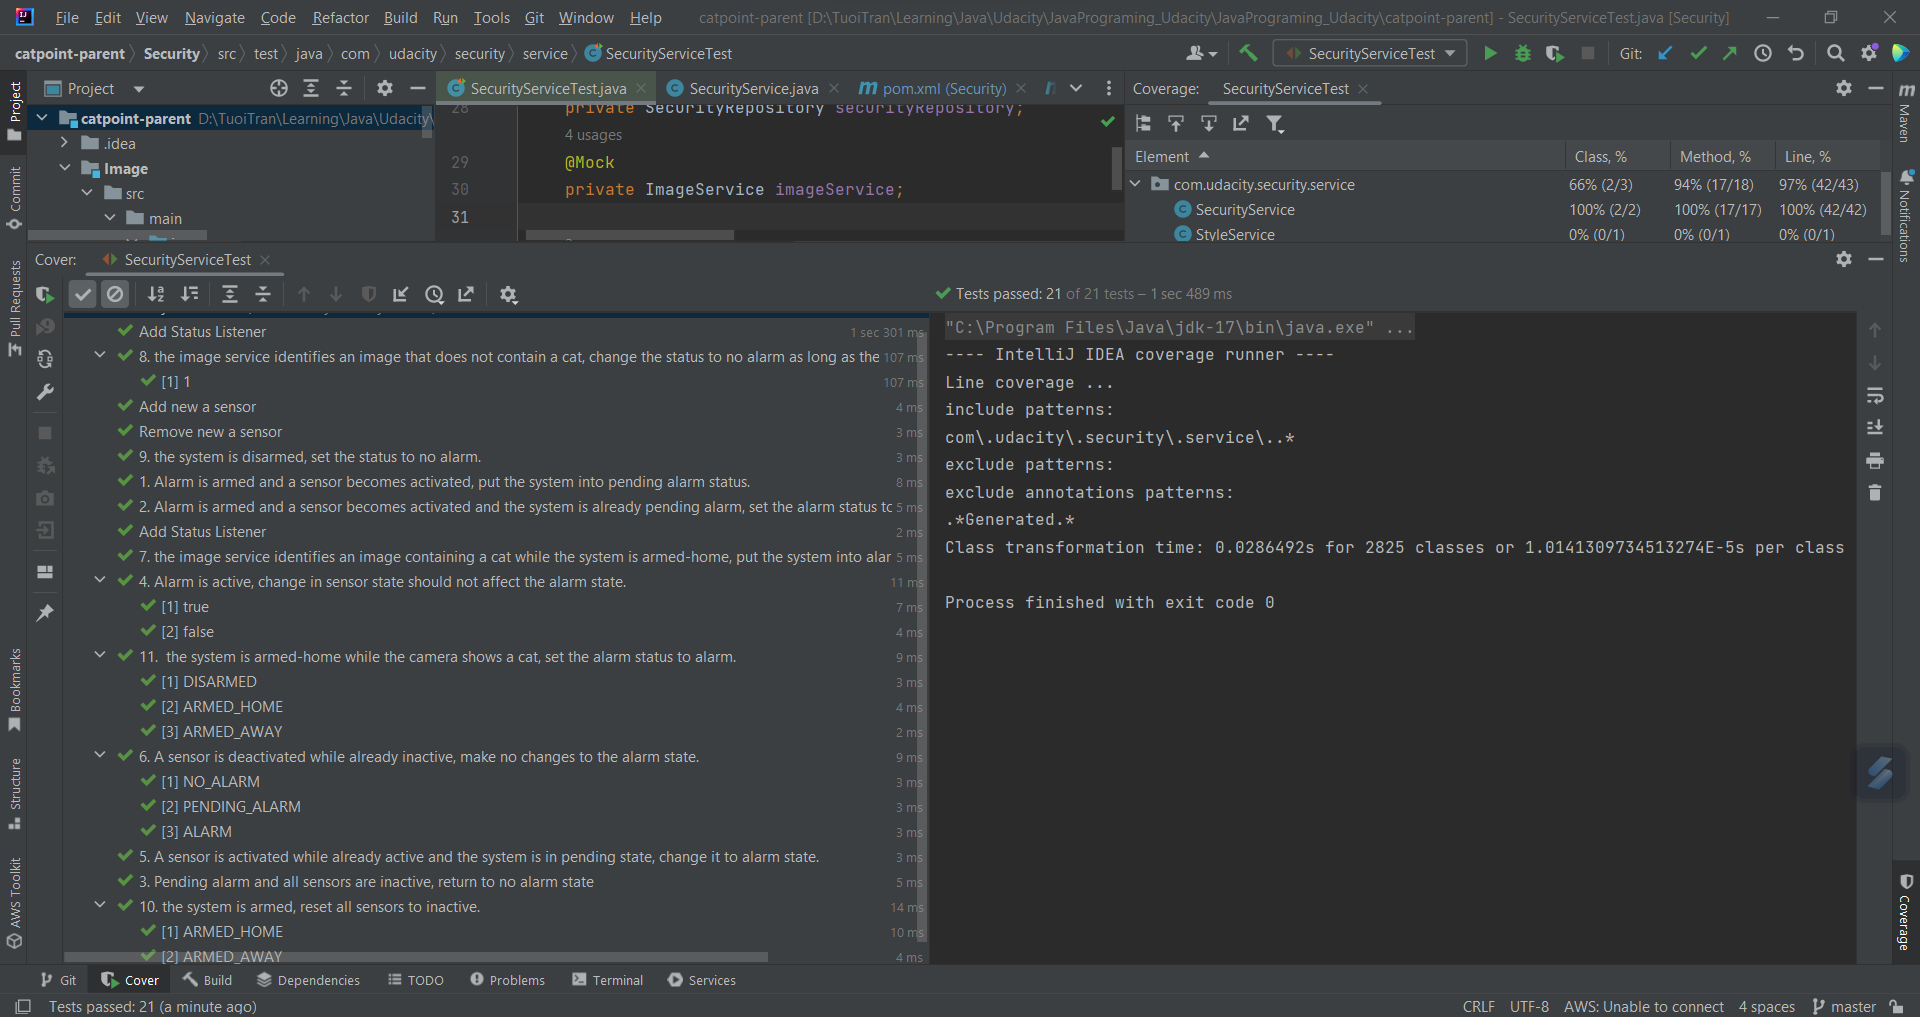 File Edit View Navigate Code Refactor Build Run Tools Git Window Help catpoint-parent [D:\TuoiTran\Learning\Java\Udacity\JavaPrograming_Udacity\JavaPrograming_Udacity\catpoint-parent] - SecurityServiceTest.java [Security]
catpoint-parent Security src test java com udacity security service SecurityServiceTest SecurityServiceTest Git:
Project SecurityServiceTest.java SecurityService.java pom.xml (Security) Coverage: SecurityServiceTest
catpoint-parent D:\TuoiTran\Learning\Java\Udacity\
.idea
Image
src
main
28 private SecurityRepository securityRepository;
4 usages
29 @Mock
30 private ImageService imageService;
31
Element Class, % Method, % Line, %
com.udacity.security.service 66% (2/3) 94% (17/18) 97% (42/43)
SecurityService 100% (2/2) 100% (17/17) 100% (42/42)
StyleService 0% (0/1) 0% (0/1) 0% (0/1)
Project
Commit
Pull Requests
Bookmarks
Structure
AWS Toolkit
Maven
Notifications
Coverage
Cover: SecurityServiceTest
Tests passed: 21 of 21 tests – 1 sec 489 ms
Add Status Listener 1 sec 301 ms
8. the image service identifies an image that does not contain a cat, change the status to no alarm as long as the 107 ms
[1] 1 107 ms
Add new a sensor 4 ms
Remove new a sensor 3 ms
9. the system is disarmed, set the status to no alarm. 3 ms
1. Alarm is armed and a sensor becomes activated, put the system into pending alarm status. 8 ms
2. Alarm is armed and a sensor becomes activated and the system is already pending alarm, set the alarm status to 5 ms
Add Status Listener 2 ms
7. the image service identifies an image containing a cat while the system is armed-home, put the system into alar 5 ms
4. Alarm is active, change in sensor state should not affect the alarm state. 11 ms
[1] true 7 ms
[2] false 4 ms
11.  the system is armed-home while the camera shows a cat, set the alarm status to alarm. 9 ms
[1] DISARMED 3 ms
[2] ARMED_HOME 4 ms
[3] ARMED_AWAY 2 ms
6. A sensor is deactivated while already inactive, make no changes to the alarm state. 9 ms
[1] NO_ALARM 3 ms
[2] PENDING_ALARM 3 ms
[3] ALARM 3 ms
5. A sensor is activated while already active and the system is in pending state, change it to alarm state. 3 ms
3. Pending alarm and all sensors are inactive, return to no alarm state 5 ms
10. the system is armed, reset all sensors to inactive. 14 ms
[1] ARMED_HOME 10 ms
[2] ARMED_AWAY 4 ms
"C:\Program Files\Java\jdk-17\bin\java.exe" ...
---- IntelliJ IDEA coverage runner ----
Line coverage ...
include patterns:
com\.udacity\.security\.service\..*
exclude patterns:
exclude annotations patterns:
.*Generated.*
Class transformation time: 0.0286492s for 2825 classes or 1.0141309734513274E-5s per class
Process finished with exit code 0
Git Cover Build Dependencies TODO Problems Terminal Services
Tests passed: 21 (a minute ago) CRLF UTF-8 AWS: Unable to connect 4 spaces master